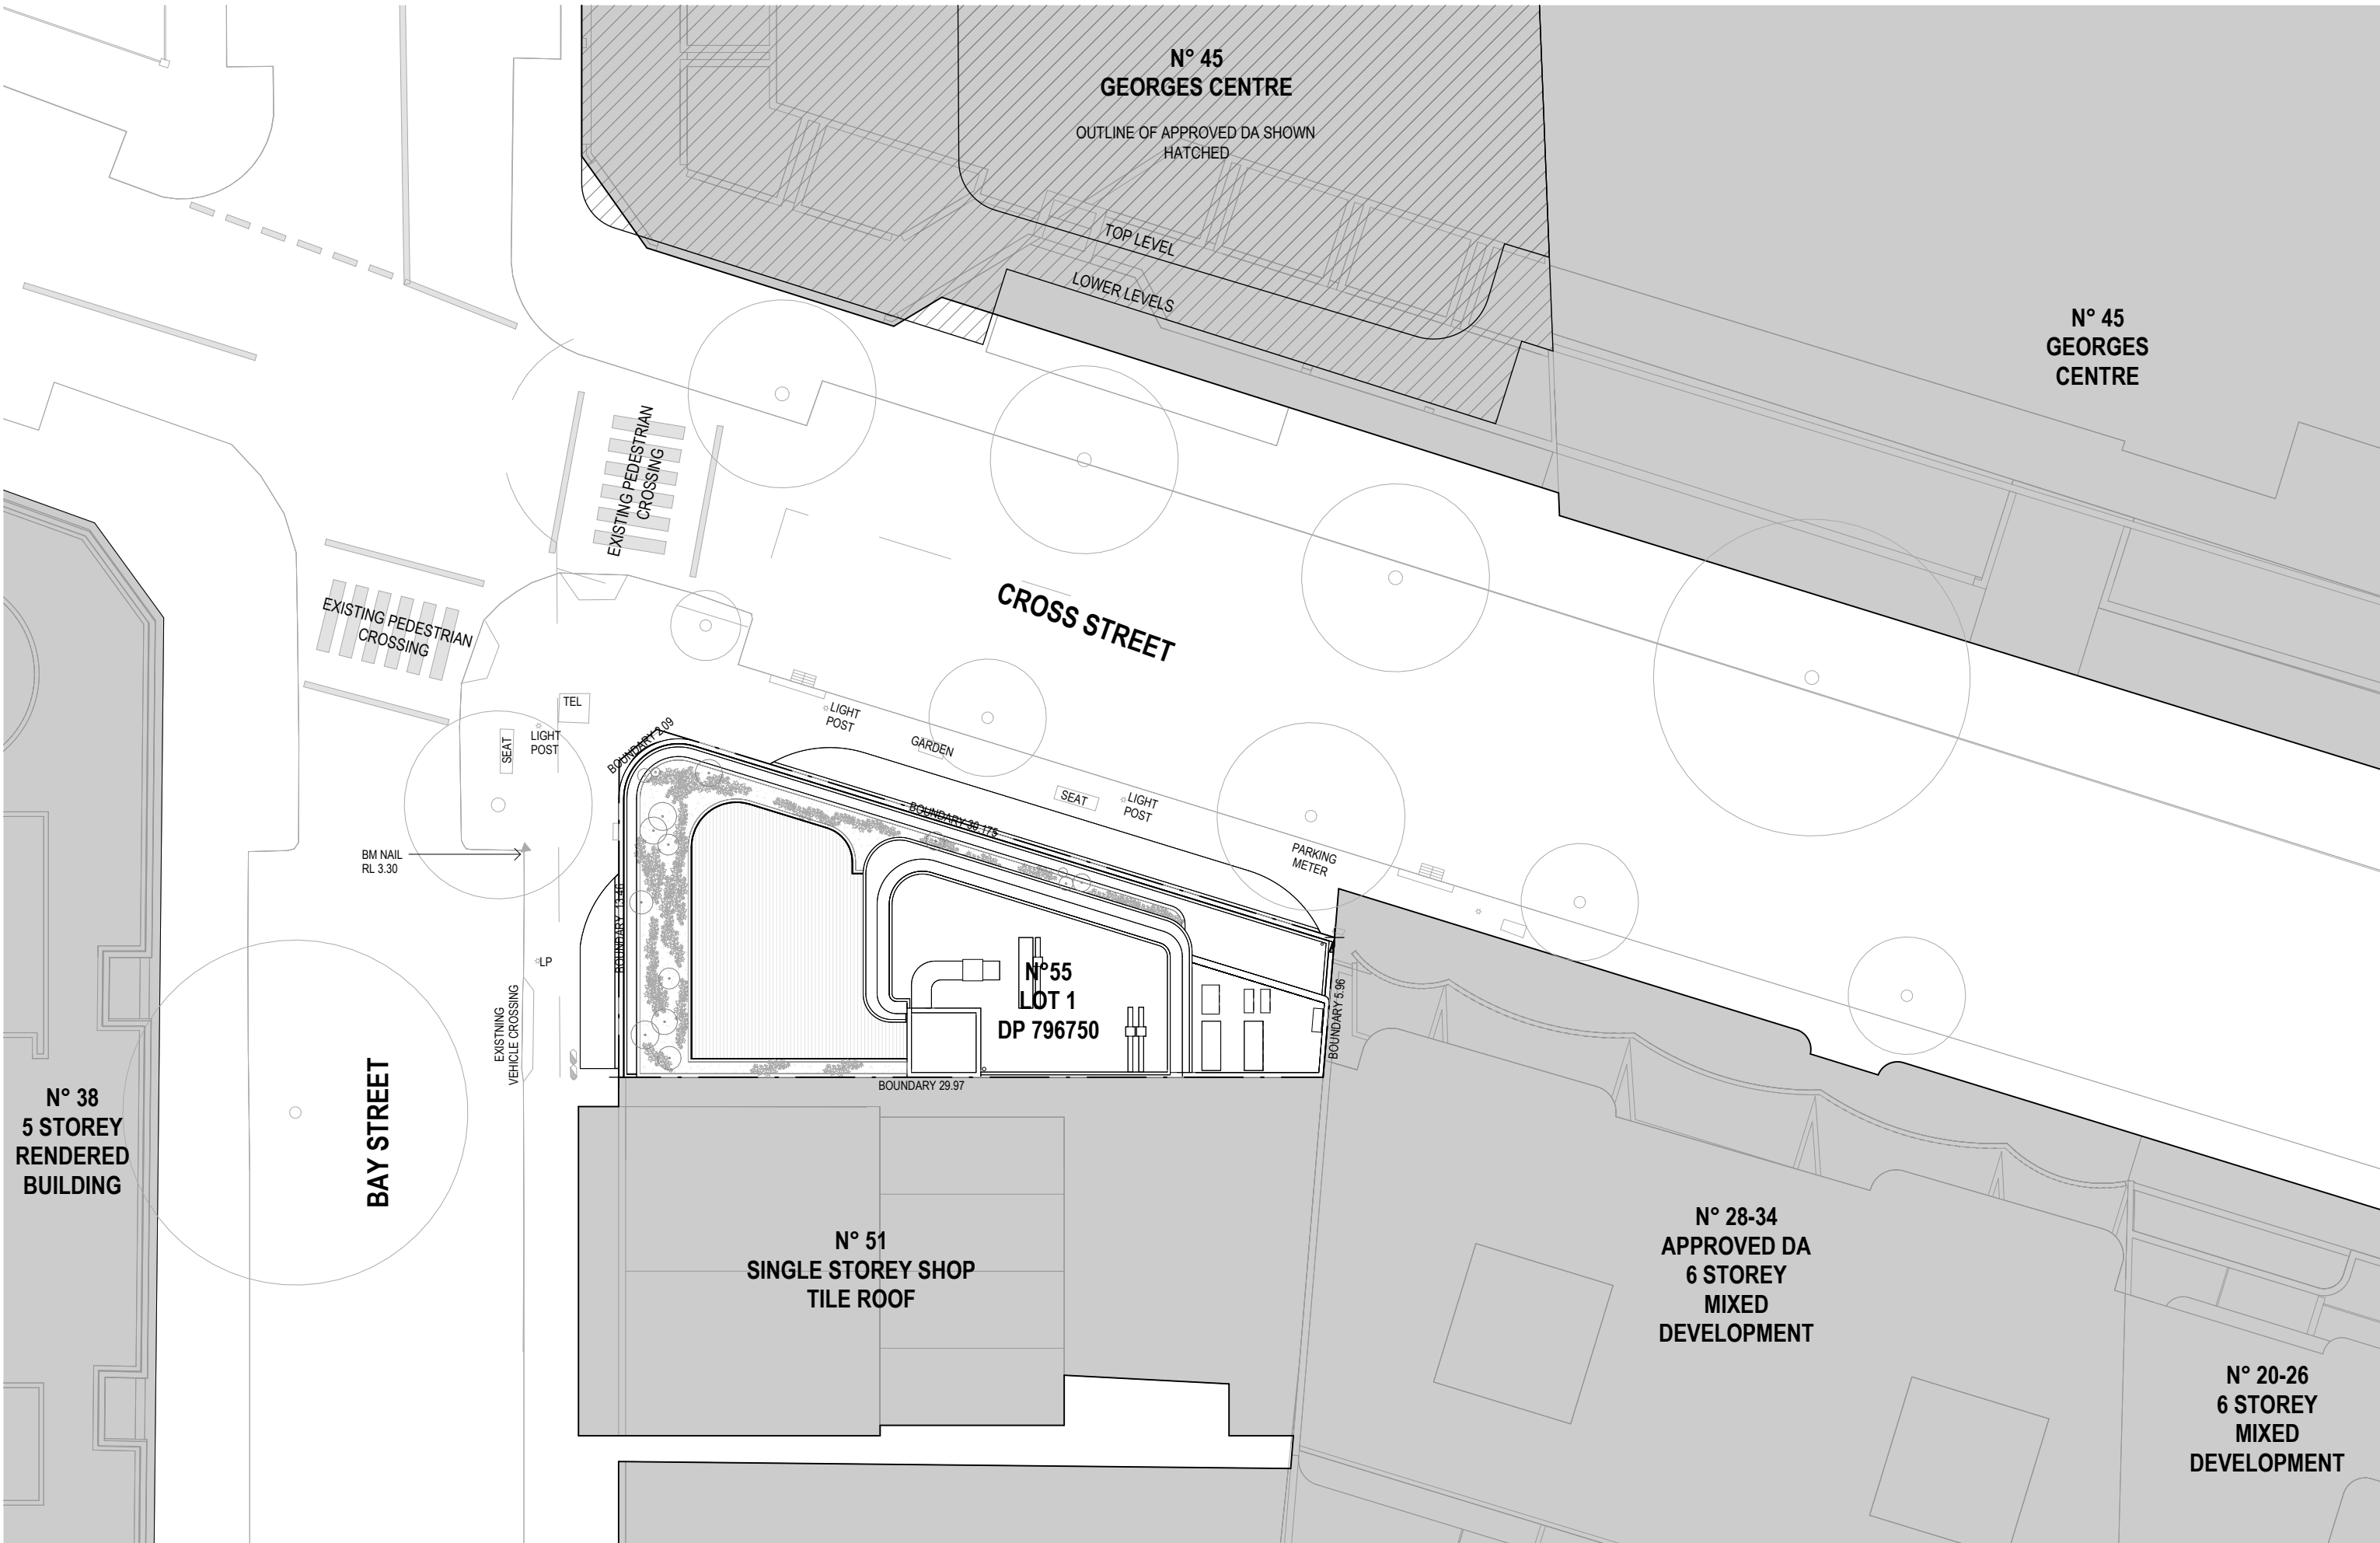 N° 45
GEORGES CENTRE
OUTLINE OF APPROVED DA SHOWN
HATCHED
TOP LEVEL
LOWER LEVELS
N° 45
GEORGES
CENTRE
EXISTING PEDESTRIAN
CROSSING
EXISTING PEDESTRIAN
CROSSING
CROSS STREET
TEL
SEAT
LIGHT
POST
BOUNDARY 2.09
LIGHT
POST
GARDEN
SEAT
LIGHT
POST
BOUNDARY 30 175
PARKING
METER
BM NAIL
RL 3.30
BOUNDARY 13.46
LP
EXISTNING
VEHICLE CROSSING
N°55
LOT 1
DP 796750
BOUNDARY 5.96
BOUNDARY 29.97
BAY STREET
N° 38
5 STOREY
RENDERED
BUILDING
N° 51
SINGLE STOREY SHOP
TILE ROOF
N° 28-34
APPROVED DA
6 STOREY
MIXED
DEVELOPMENT
N° 20-26
6 STOREY
MIXED
DEVELOPMENT